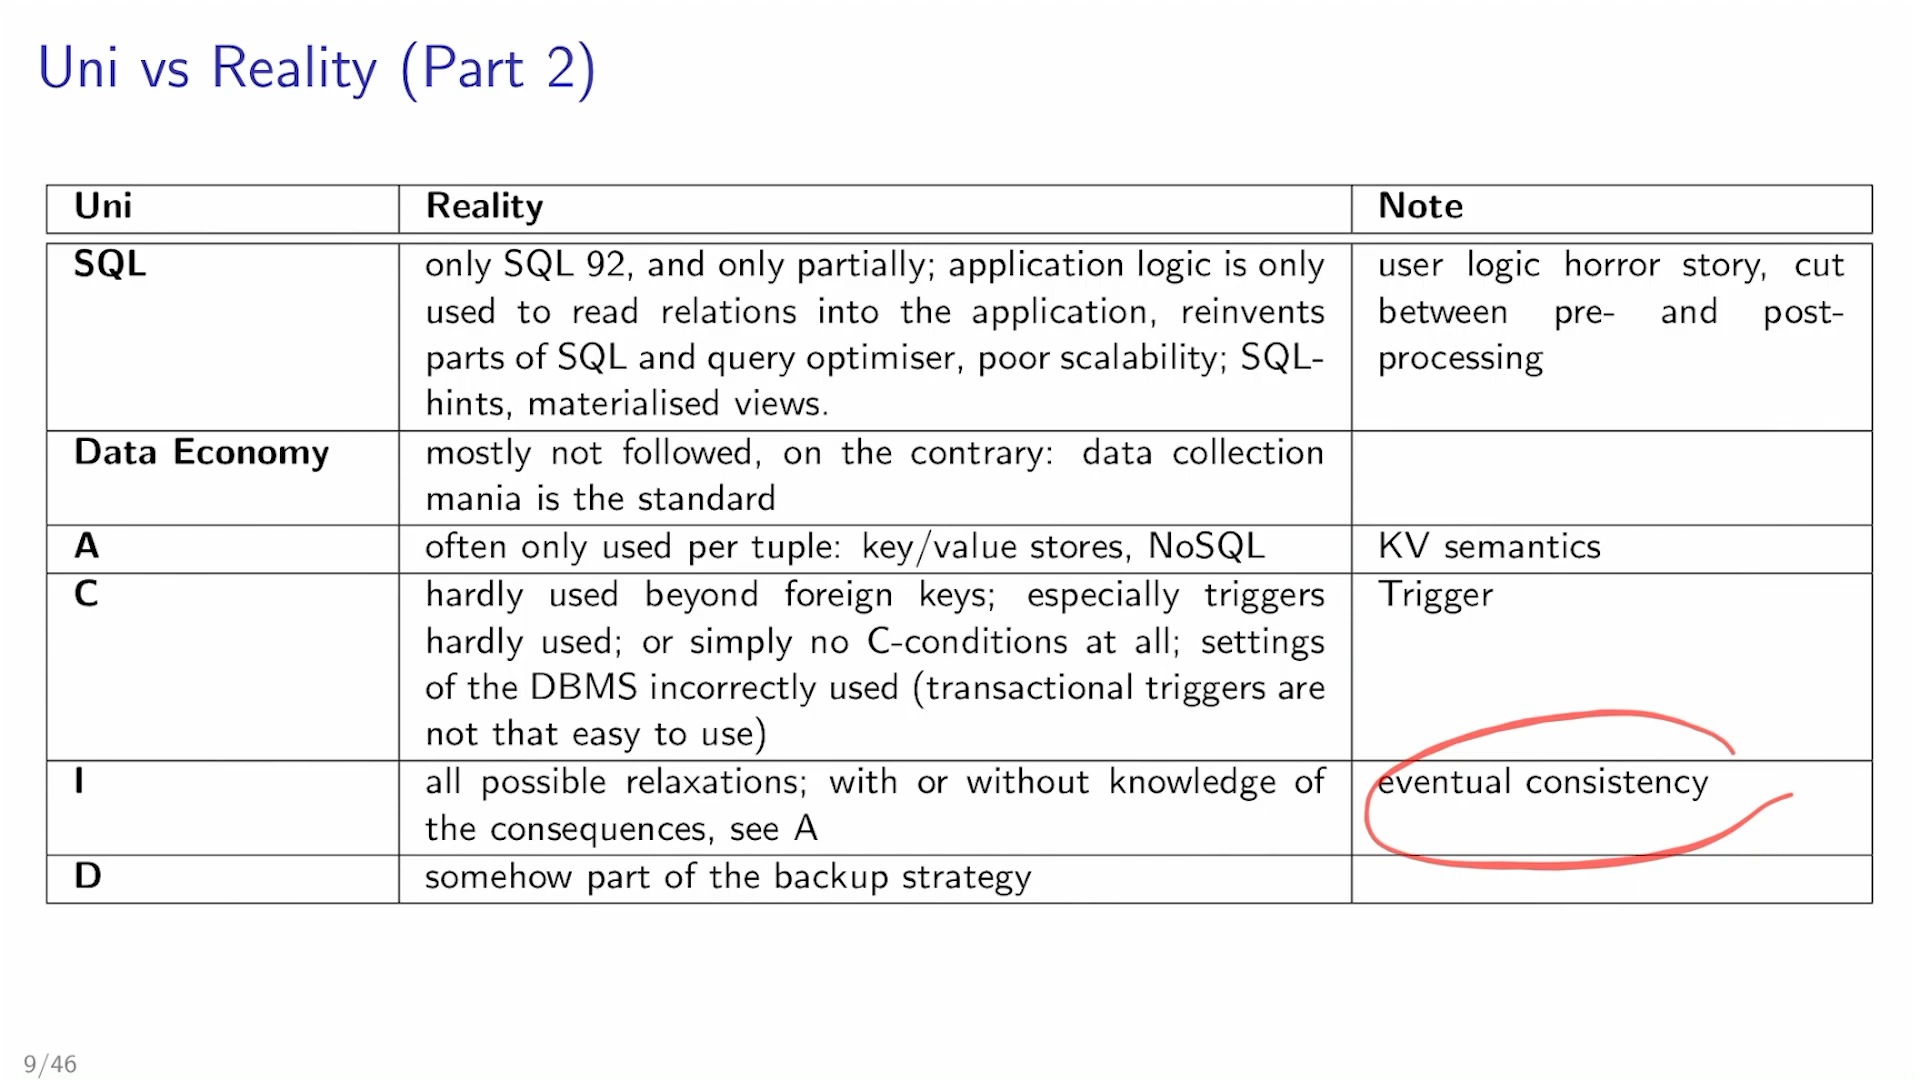 Uni vs Reality (Part 2)
Uni Reality Note
SQL only SQL 92, and only partially; application logic is only user logic horror story, cut
used to read relations into the application, reinvents between pre- and post-
parts of SQL and query optimiser, poor scalability; SQL- processing
hints, materialised views.
Data Economy mostly not followed, on the contrary: data collection
mania is the standard
A often only used per tuple: key/value stores, NoSQL KV semantics
C hardly used beyond foreign keys; especially triggers Trigger
hardly used; or simply no C-conditions at all; settings
of the DBMS incorrectly used (transactional triggers are
not that easy to use)
I all possible relaxations; with or without knowledge of eventual consistency
the consequences, see A
D somehow part of the backup strategy
9/46